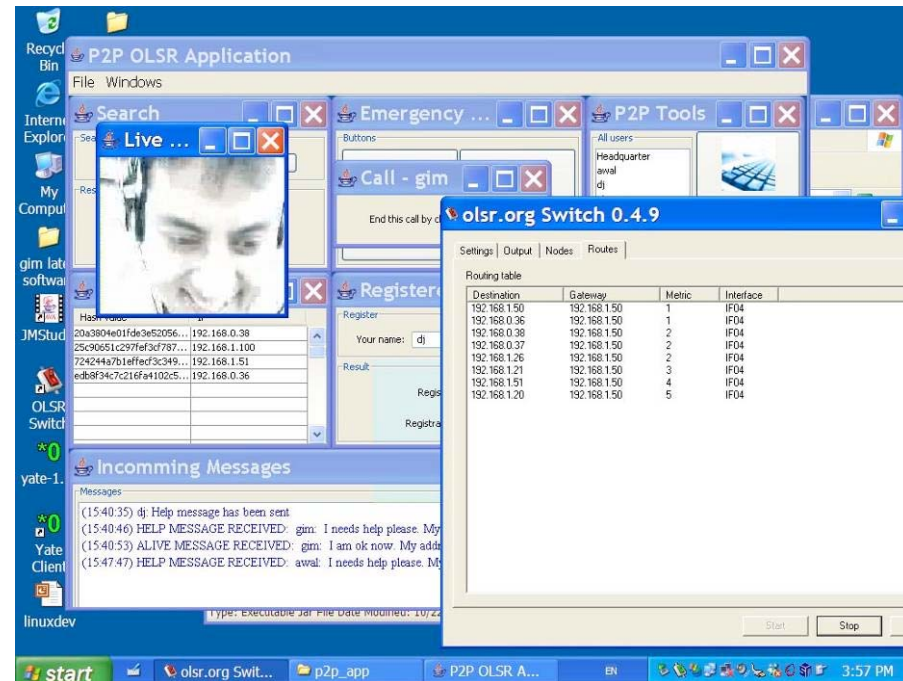 Recycl
Bin
P2P OLSR Application
File Windows
Interne
Explore
Search
Live ...
Emergency ...
P2P Tools
Buttons
All users
Headquarter
awal
dj
My
Comput
Call - gim
End this call by c
olsr.org Switch 0.4.9
Settings Output Nodes Routes
Routing table
Destination Gateway Metric Interface
192.168.1.50 192.168.1.50 1 IF04
192.168.0.36 192.168.1.50 1 IF04
192.168.0.38 192.168.1.50 2 IF04
192.168.0.37 192.168.1.50 2 IF04
192.168.1.26 192.168.1.50 2 IF04
192.168.1.21 192.168.1.50 3 IF04
192.168.1.51 192.168.1.50 4 IF04
192.168.1.20 192.168.1.50 5 IF04
gim late
softwar
20a3804e01fde3e52056... 192.168.0.38
25c90651c297fef3cf787... 192.168.1.100
724244a7b1effecf3c349... 192.168.1.51
edb8f34c7c216fa4102c5... 192.168.0.36
Registere
Register
Your name: dj
Result
Regis
Registra
JMStud
OLSR
Switch
yate-1.
Yate
Client
linuxdev
Incomming Messages
Messages
(15:40:35) dj: Help message has been sent
(15:40:46) HELP MESSAGE RECEIVED: gim: I needs help please. My
(15:40:53) ALIVE MESSAGE RECEIVED: gim: I am ok now. My addr
(15:47:47) HELP MESSAGE RECEIVED: awal: I needs help please. My
Type: Executable Jar File Date Modified: 10/22
Start Stop
start olsr.org Swit... p2p_app P2P OLSR A... EN 3:57 PM